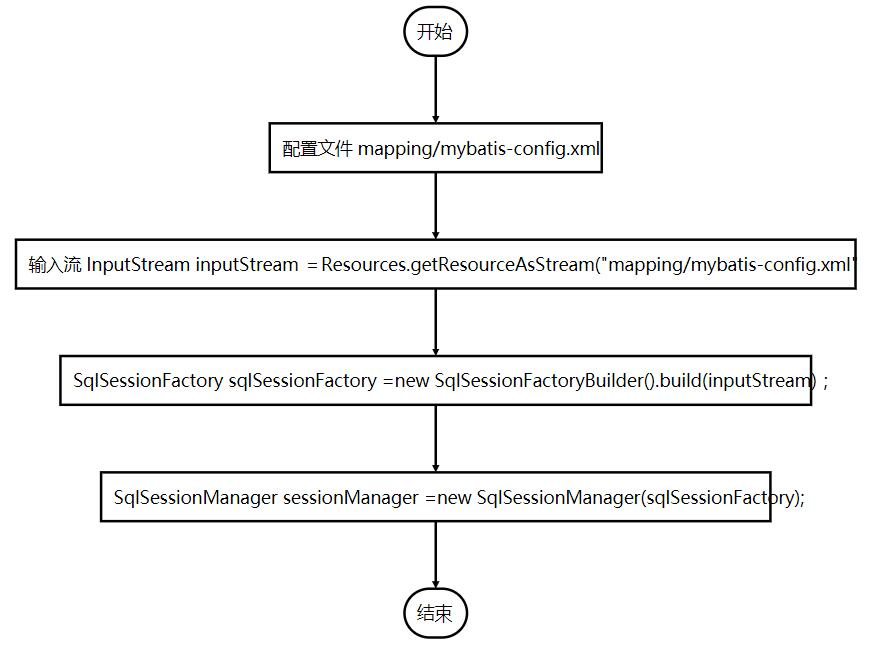 开始
配置文件 mapping/mybatis-config.xml
输入流 InputStream inputStream = Resources.getResourceAsStream("mapping/mybatis-config.xml"
SqlSessionFactory sqlSessionFactory =new SqlSessionFactoryBuilder().build(inputStream) ;
SqlSessionManager sessionManager =new SqlSessionManager(sqlSessionFactory);
结束